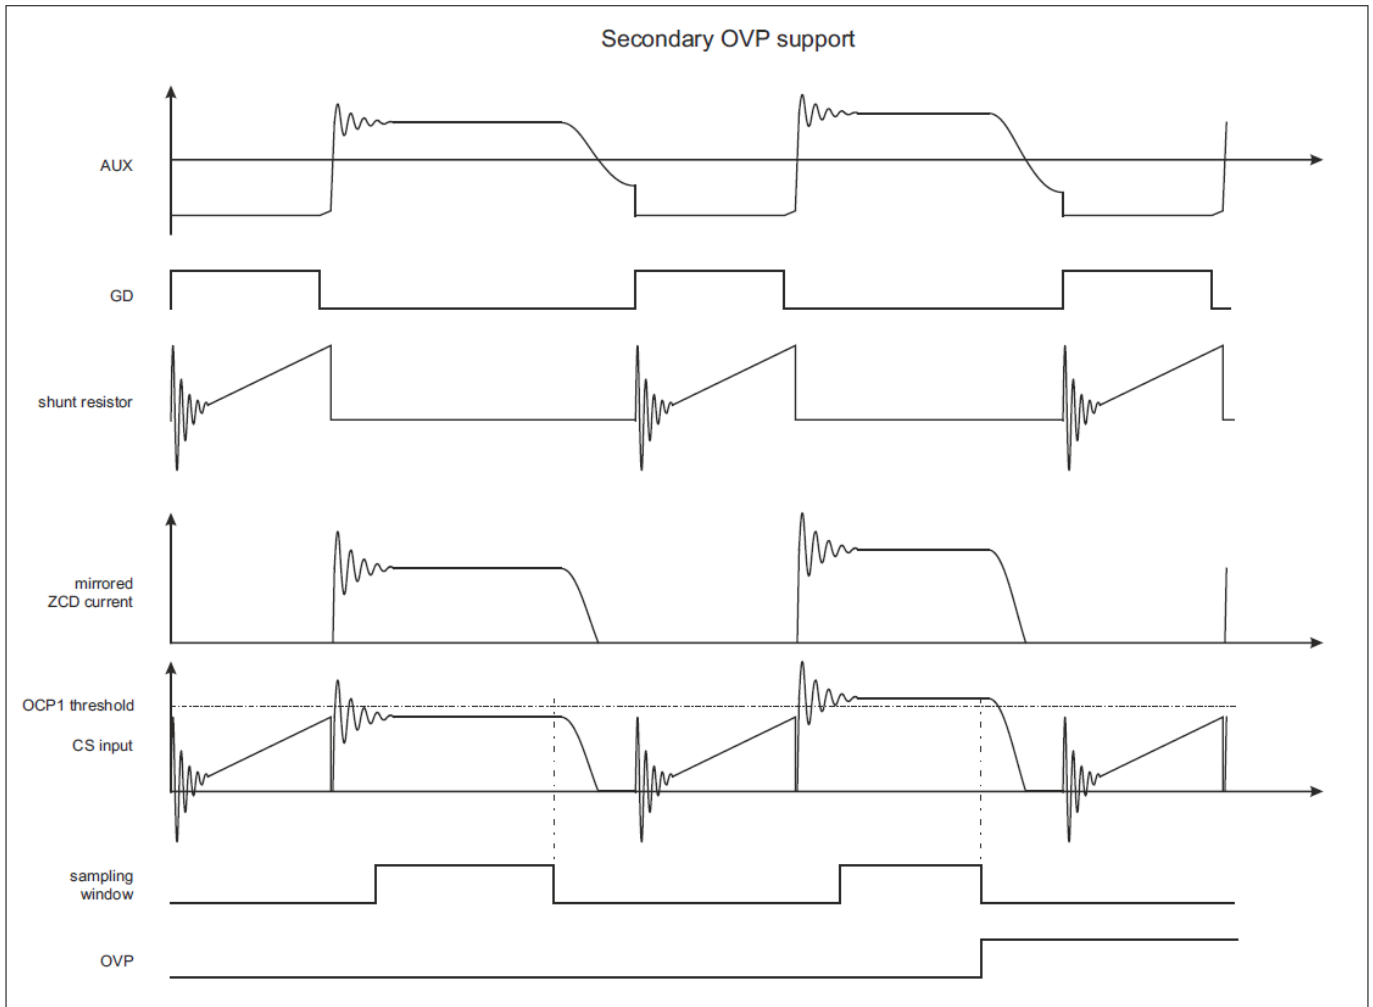 Secondary OVP support
AUX
GD
shunt resistor
mirrored
ZCD current
OCP1 threshold
CS input
sampling
window
OVP